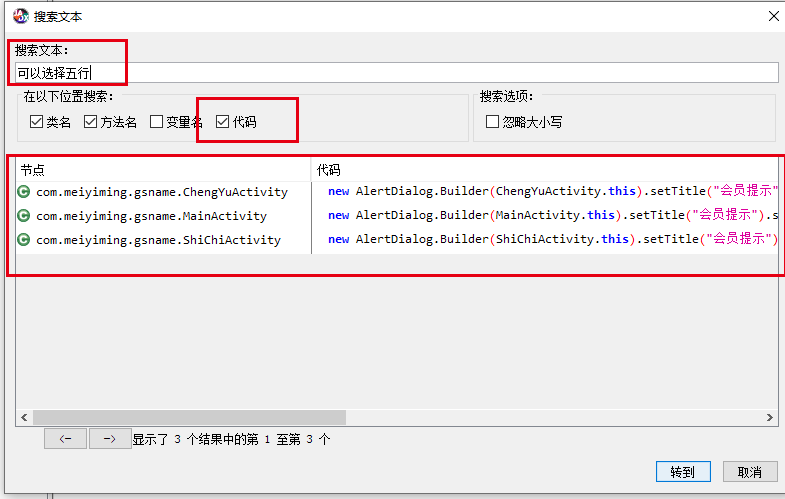 搜索文本
搜索文本:
可以选择五行
在以下位置搜索:
搜索选项:
类名 方法名 变量名 代码
忽略大小写
节点 代码
com.meiyiming.gsname.ChengYuActivity new AlertDialog.Builder(ChengYuActivity.this).setTitle("会员提示"
com.meiyiming.gsname.MainActivity new AlertDialog.Builder(MainActivity.this).setTitle("会员提示").s
com.meiyiming.gsname.ShiChiActivity new AlertDialog.Builder(ShiChiActivity.this).setTitle("会员提示")
<- -> 显示了 3 个结果中的第 1 至第 3 个
转到 取消